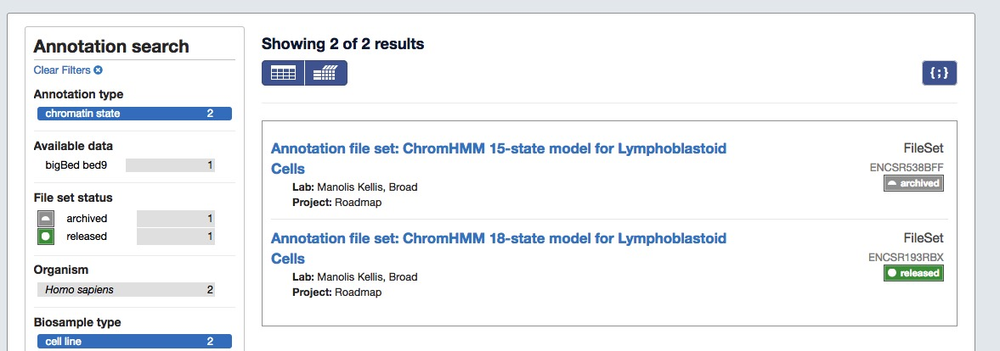 Annotation search
Clear Filters
Annotation type
chromatin state 2
Available data
bigBed bed9 1
File set status
archived 1
released 1
Organism
Homo sapiens 2
Biosample type
cell line 2
Showing 2 of 2 results
{;}
Annotation file set: ChromHMM 15-state model for Lymphoblastoid
Cells
Lab: Manolis Kellis, Broad
Project: Roadmap
FileSet
ENCSR538BFF
archived
Annotation file set: ChromHMM 18-state model for Lymphoblastoid
Cells
Lab: Manolis Kellis, Broad
Project: Roadmap
FileSet
ENCSR193RBX
released